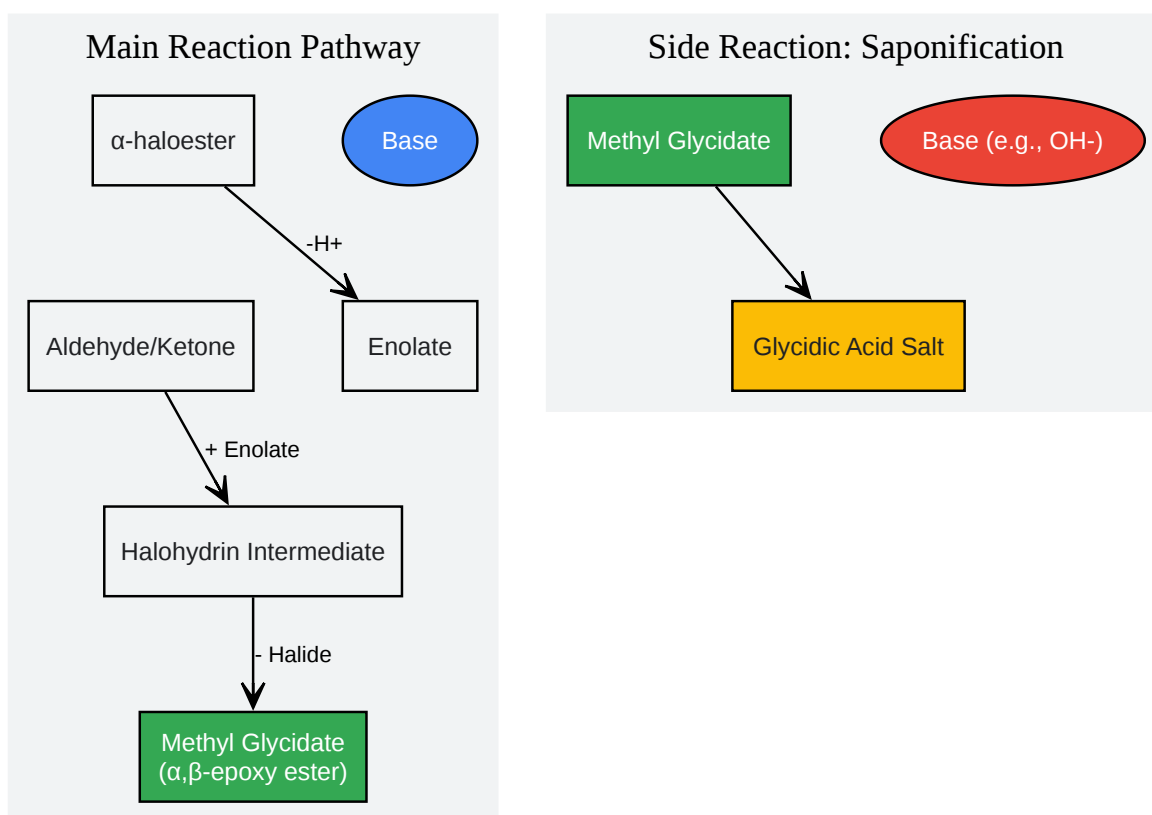 Main Reaction Pathway
α-haloester
Base
-H+
Aldehyde/Ketone
Enolate
+ Enolate
Halohydrin Intermediate
- Halide
Methyl Glycidate
(α,β-epoxy ester)
Side Reaction: Saponification
Methyl Glycidate
Base (e.g., OH-)
Glycidic Acid Salt